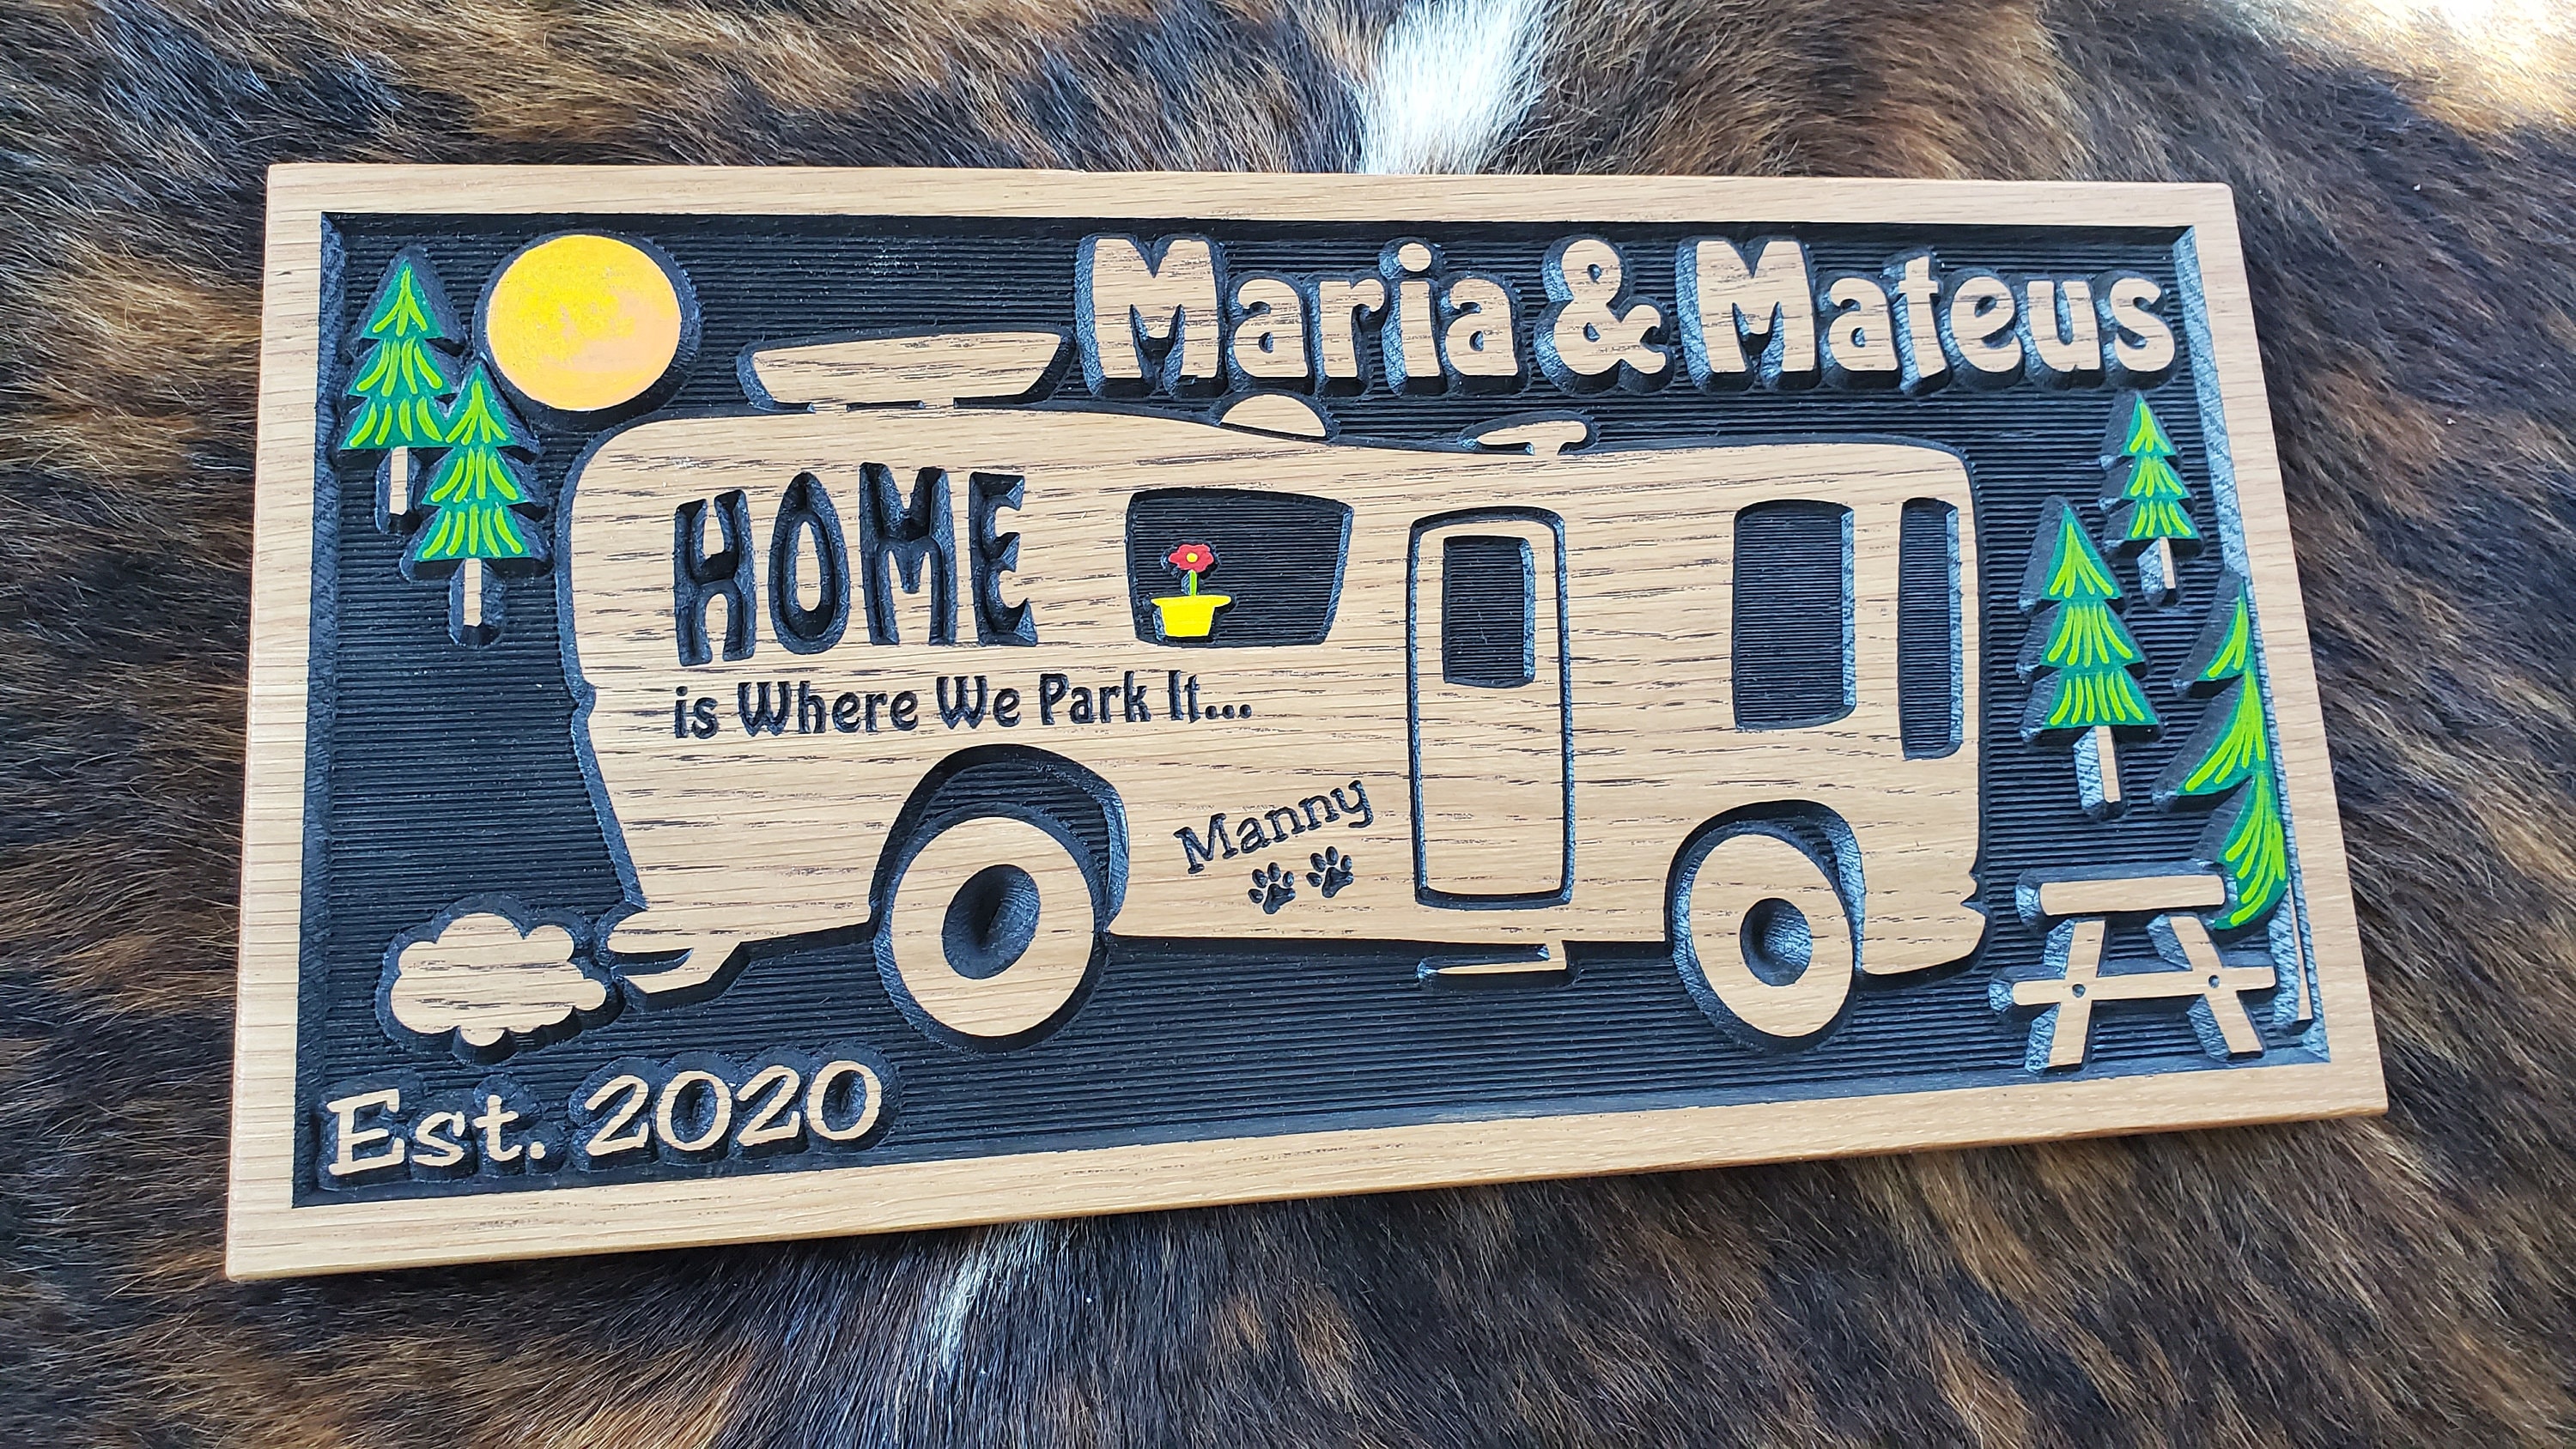 Maria & Mateus
HOME
is Where We Park It...
Manny
Est. 2020